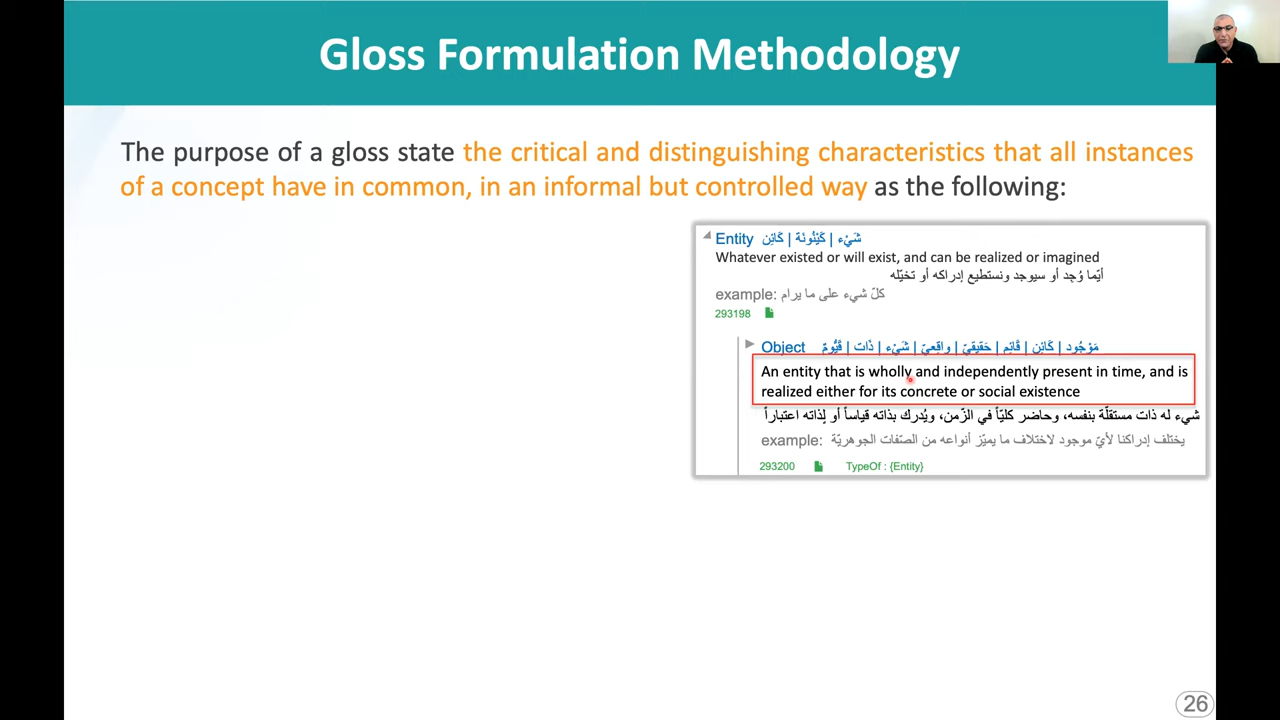 Gloss Formulation Methodology
The purpose of a gloss state the critical and distinguishing characteristics that all instances
of a concept have in common, in an informal but controlled way as the following:
Entity شَيْء | كَيْنُونَة | كَائِن
Whatever existed or will exist, and can be realized or imagined
أيّما وُجِد أو سيوجد ونستطيع إدراكه أو تخيّله
example: كلّ شيء على ما يرام
293198
Object مَوْجُود | كَائِن | قَائِم | حَقِيقِيّ | واقِعِيّ | شَيْء | ذَات | قَيُّومٌ
An entity that is wholly and independently present in time, and is
realized either for its concrete or social existence
شيء له ذات مستقلّة بنفسه، وحاضر كليّاً في الزّمن، ويُدرك بذاته قياساً أو لِذاته اعتباراً
example: يختلف إدراكنا لأيّ موجود لاختلاف ما يميّز أنواعه من الصّفات الجوهريّة
293200 TypeOf : {Entity}
26